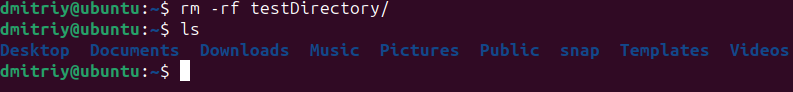 dmitriy@ubuntu:~$ rm -rf testDirectory/
dmitriy@ubuntu:~$ ls
Desktop  Documents  Downloads  Music  Pictures  Public  snap  Templates  Videos
dmitriy@ubuntu:~$